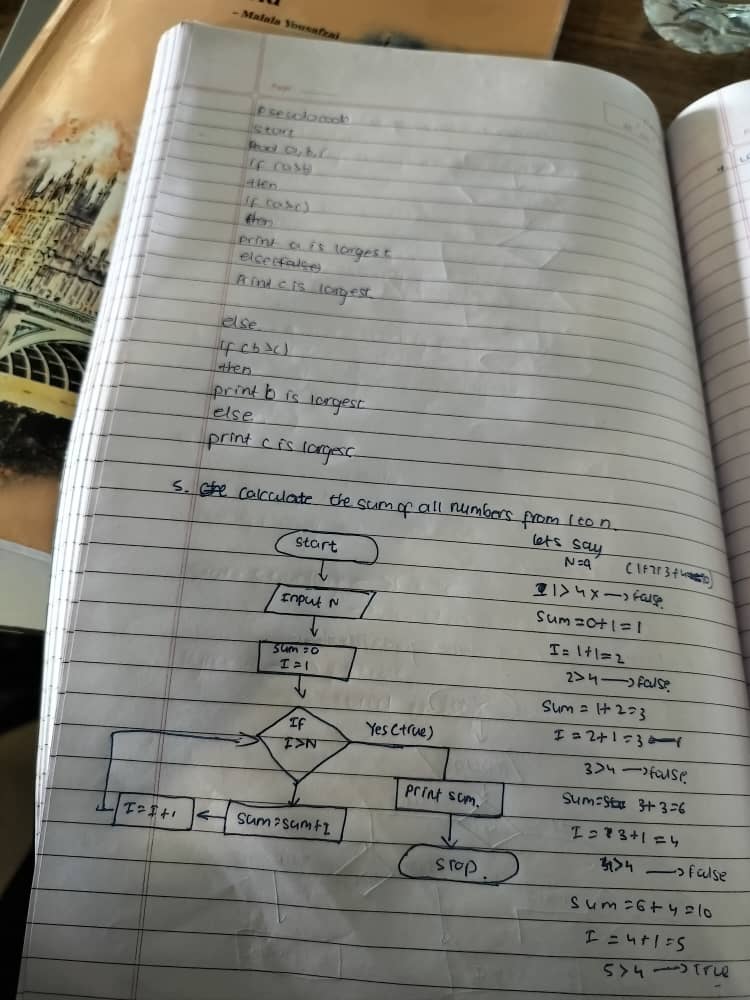 - Malala Yousafzai
Page
Pseudocode
start
Read a, b, c
if (a>b)
then
if (a>c)
then
print a is largest
else (false)
Print c is largest
else
if (b>c)
then
print b is largest
else
print c is largest
5. calculate the sum of all numbers from 1 to n.
start
Input N
sum=0
I=1
If
I>N
Yes (true)
print sum.
stop.
sum=sum+I
I=I+1
lets say
N=4
(1+2+3+4
1>4 x → false
Sum=0+1=1
I=1+1=2
2>4 → false
Sum=1+2=3
I=2+1=3
3>4 → false
Sum= 3+3=6
I= 3+1=4
4>4 → false
Sum=6+4=10
I=4+1=5
5>4 → True